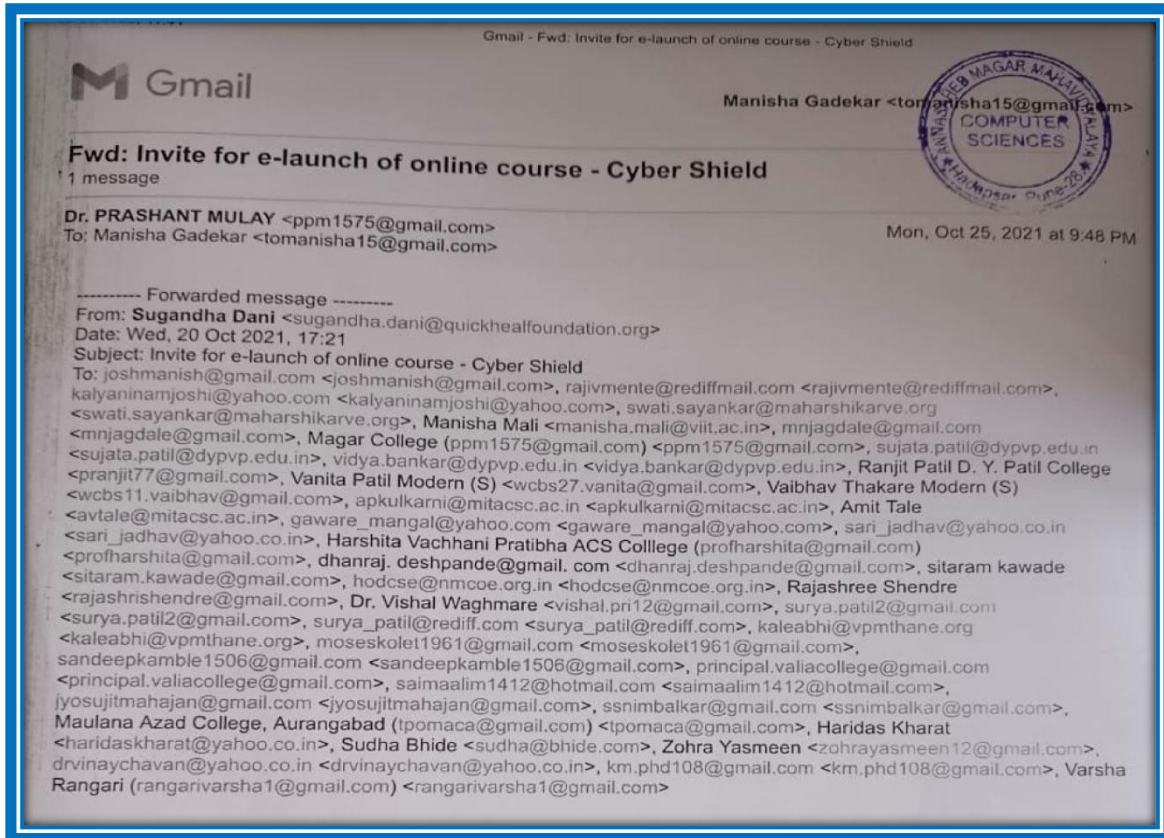 Gmail - Fwd: Invite for e-launch of online course - Cyber Shield
Gmail
Manisha Gadekar <tomanisha15@gmail.com>
ANNASAHEB MAGAR MAHAVIDYALAYA
COMPUTER
SCIENCES
Hadapsar Pune-28
Fwd: Invite for e-launch of online course - Cyber Shield
1 message
Dr. PRASHANT MULAY <ppm1575@gmail.com>
To: Manisha Gadekar <tomanisha15@gmail.com>
Mon, Oct 25, 2021 at 9:48 PM
---------- Forwarded message ---------
From: Sugandha Dani <sugandha.dani@quickhealfoundation.org>
Date: Wed, 20 Oct 2021, 17:21
Subject: Invite for e-launch of online course - Cyber Shield
To: joshmanish@gmail.com <joshmanish@gmail.com>, rajivmente@rediffmail.com <rajivmente@rediffmail.com>,
kalyaninamjoshi@yahoo.com <kalyaninamjoshi@yahoo.com>, swati.sayankar@maharshikarve.org
<swati.sayankar@maharshikarve.org>, Manisha Mali <manisha.mali@viit.ac.in>, mnjagdale@gmail.com
<mnjagdale@gmail.com>, Magar College (ppm1575@gmail.com) <ppm1575@gmail.com>, sujata.patil@dypvp.edu.in
<sujata.patil@dypvp.edu.in>, vidya.bankar@dypvp.edu.in <vidya.bankar@dypvp.edu.in>, Ranjit Patil D. Y. Patil College
<pranjit77@gmail.com>, Vanita Patil Modern (S) <wcbs27.vanita@gmail.com>, Vaibhav Thakare Modern (S)
<wcbs11.vaibhav@gmail.com>, apkulkarni@mitacsc.ac.in <apkulkarni@mitacsc.ac.in>, Amit Tale
<avtale@mitacsc.ac.in>, gaware_mangal@yahoo.com <gaware_mangal@yahoo.com>, sari_jadhav@yahoo.co.in
<sari_jadhav@yahoo.co.in>, Harshita Vachhani Pratibha ACS Colllege (profharshita@gmail.com)
<profharshita@gmail.com>, dhanraj. deshpande@gmail. com <dhanraj.deshpande@gmail.com>, sitaram kawade
<sitaram.kawade@gmail.com>, hodcse@nmcoe.org.in <hodcse@nmcoe.org.in>, Rajashree Shendre
<rajashrishendre@gmail.com>, Dr. Vishal Waghmare <vishal.pri12@gmail.com>, surya.patil2@gmail.com
<surya.patil2@gmail.com>, surya_patil@rediff.com <surya_patil@rediff.com>, kaleabhi@vpmthane.org
<kaleabhi@vpmthane.org>, moseskolet1961@gmail.com <moseskolet1961@gmail.com>,
sandeepkamble1506@gmail.com <sandeepkamble1506@gmail.com>, principal.valiacollege@gmail.com
<principal.valiacollege@gmail.com>, saimaalim1412@hotmail.com <saimaalim1412@hotmail.com>,
jyosujitmahajan@gmail.com <jyosujitmahajan@gmail.com>, ssnimbalkar@gmail.com <ssnimbalkar@gmail.com>,
Maulana Azad College, Aurangabad (tpomaca@gmail.com) <tpomaca@gmail.com>, Haridas Kharat
<haridaskharat@yahoo.co.in>, Sudha Bhide <sudha@bhide.com>, Zohra Yasmeen <zohrayasmeen12@gmail.com>,
drvinaychavan@yahoo.co.in <drvinaychavan@yahoo.co.in>, km.phd108@gmail.com <km.phd108@gmail.com>, Varsha
Rangari (rangarivarsha1@gmail.com) <rangarivarsha1@gmail.com>